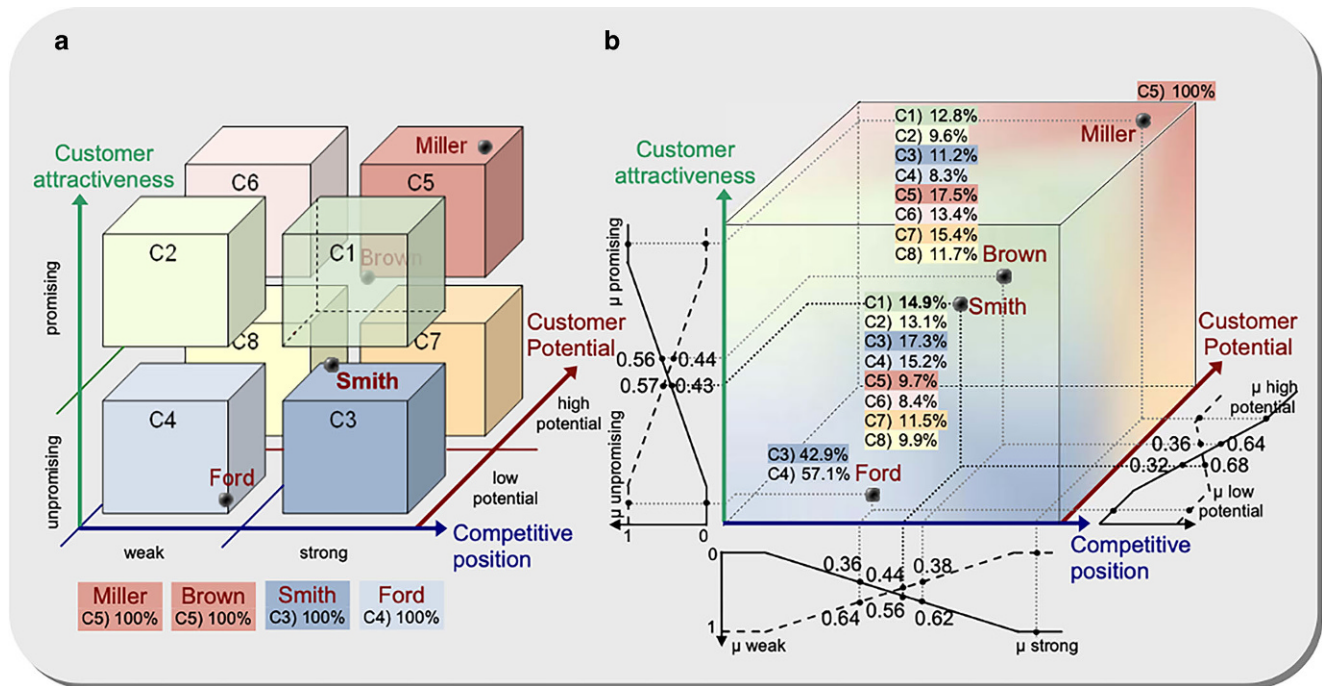 a
Customer
attractiveness
promising
unpromising
C6
C5
Miller
C2
C1
Brown
C8
C7
Smith
C4
C3
Ford
Customer
Potential
high
potential
low
potential
Competitive
position
weak
strong
Miller
C5) 100%
Brown
C5) 100%
Smith
C3) 100%
Ford
C4) 100%
b
Customer
attractiveness
µ promising
µ unpromising
0.56
0.44
0.57
0.43
1
0
C5) 100%
Miller
C1) 12.8%
C2) 9.6%
C3) 11.2%
C4) 8.3%
C5) 17.5%
C6) 13.4%
C7) 15.4%
C8) 11.7%
Brown
Smith
C1) 14.9%
C2) 13.1%
C3) 17.3%
C4) 15.2%
C5) 9.7%
C6) 8.4%
C7) 11.5%
C8) 9.9%
C3) 42.9%
C4) 57.1%
Ford
Customer
Potential
µ high
potential
0.36
0.64
0.32
0.68
µ low
potential
Competitive
position
0
0.36
0.44
0.38
0.64
0.56
0.62
1
µ weak
µ strong